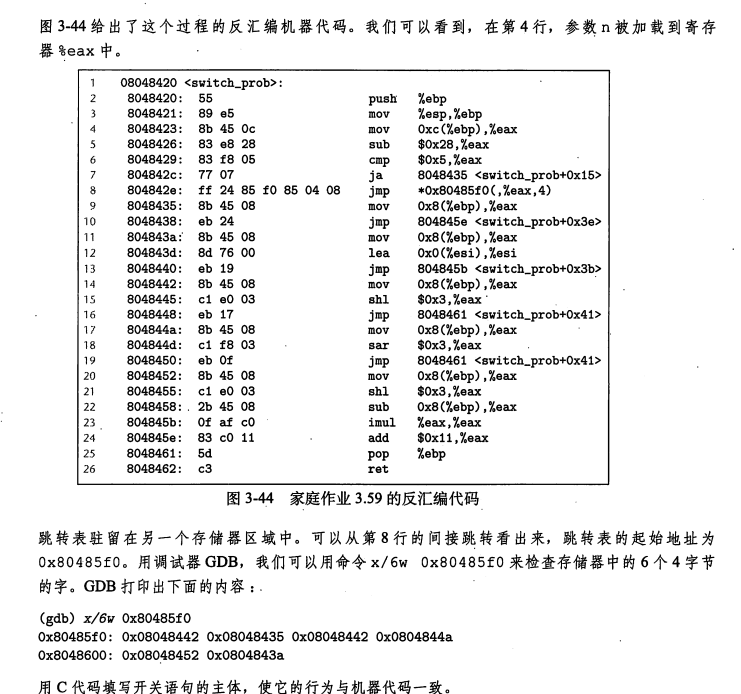 图 3-44 给出了这个过程的反汇编机器代码。我们可以看到，在第 4 行，参数 n 被加载到寄存
器 %eax 中。
1 08048420 <switch_prob>:
2 8048420: 55 push %ebp
3 8048421: 89 e5 mov %esp,%ebp
4 8048423: 8b 45 0c mov 0xc(%ebp),%eax
5 8048426: 83 e8 28 sub $0x28,%eax
6 8048429: 83 f8 05 cmp $0x5,%eax
7 804842c: 77 07 ja 8048435 <switch_prob+0x15>
8 804842e: ff 24 85 f0 85 04 08 jmp *0x80485f0(,%eax,4)
9 8048435: 8b 45 08 mov 0x8(%ebp),%eax
10 8048438: eb 24 jmp 804845e <switch_prob+0x3e>
11 804843a: 8b 45 08 mov 0x8(%ebp),%eax
12 804843d: 8d 76 00 lea 0x0(%esi),%esi
13 8048440: eb 19 jmp 804845b <switch_prob+0x3b>
14 8048442: 8b 45 08 mov 0x8(%ebp),%eax
15 8048445: c1 e0 03 shl $0x3,%eax
16 8048448: eb 17 jmp 8048461 <switch_prob+0x41>
17 804844a: 8b 45 08 mov 0x8(%ebp),%eax
18 804844d: c1 f8 03 sar $0x3,%eax
19 8048450: eb 0f jmp 8048461 <switch_prob+0x41>
20 8048452: 8b 45 08 mov 0x8(%ebp),%eax
21 8048455: c1 e0 03 shl $0x3,%eax
22 8048458: 2b 45 08 sub 0x8(%ebp),%eax
23 804845b: 0f af c0 imul %eax,%eax
24 804845e: 83 c0 11 add $0x11,%eax
25 8048461: 5d pop %ebp
26 8048462: c3 ret
图 3-44 家庭作业 3.59 的反汇编代码
跳转表驻留在另一个存储器区域中。可以从第 8 行的间接跳转看出来，跳转表的起始地址为
0x80485f0。用调试器 GDB，我们可以用命令 x/6w 0x80485f0 来检查存储器中的 6 个 4 字节
的字。GDB 打印出下面的内容：
(gdb) x/6w 0x80485f0
0x80485f0: 0x08048442 0x08048435 0x08048442 0x0804844a
0x8048600: 0x08048452 0x0804843a
用 C 代码填写开关语句的主体，使它的行为与机器代码一致。